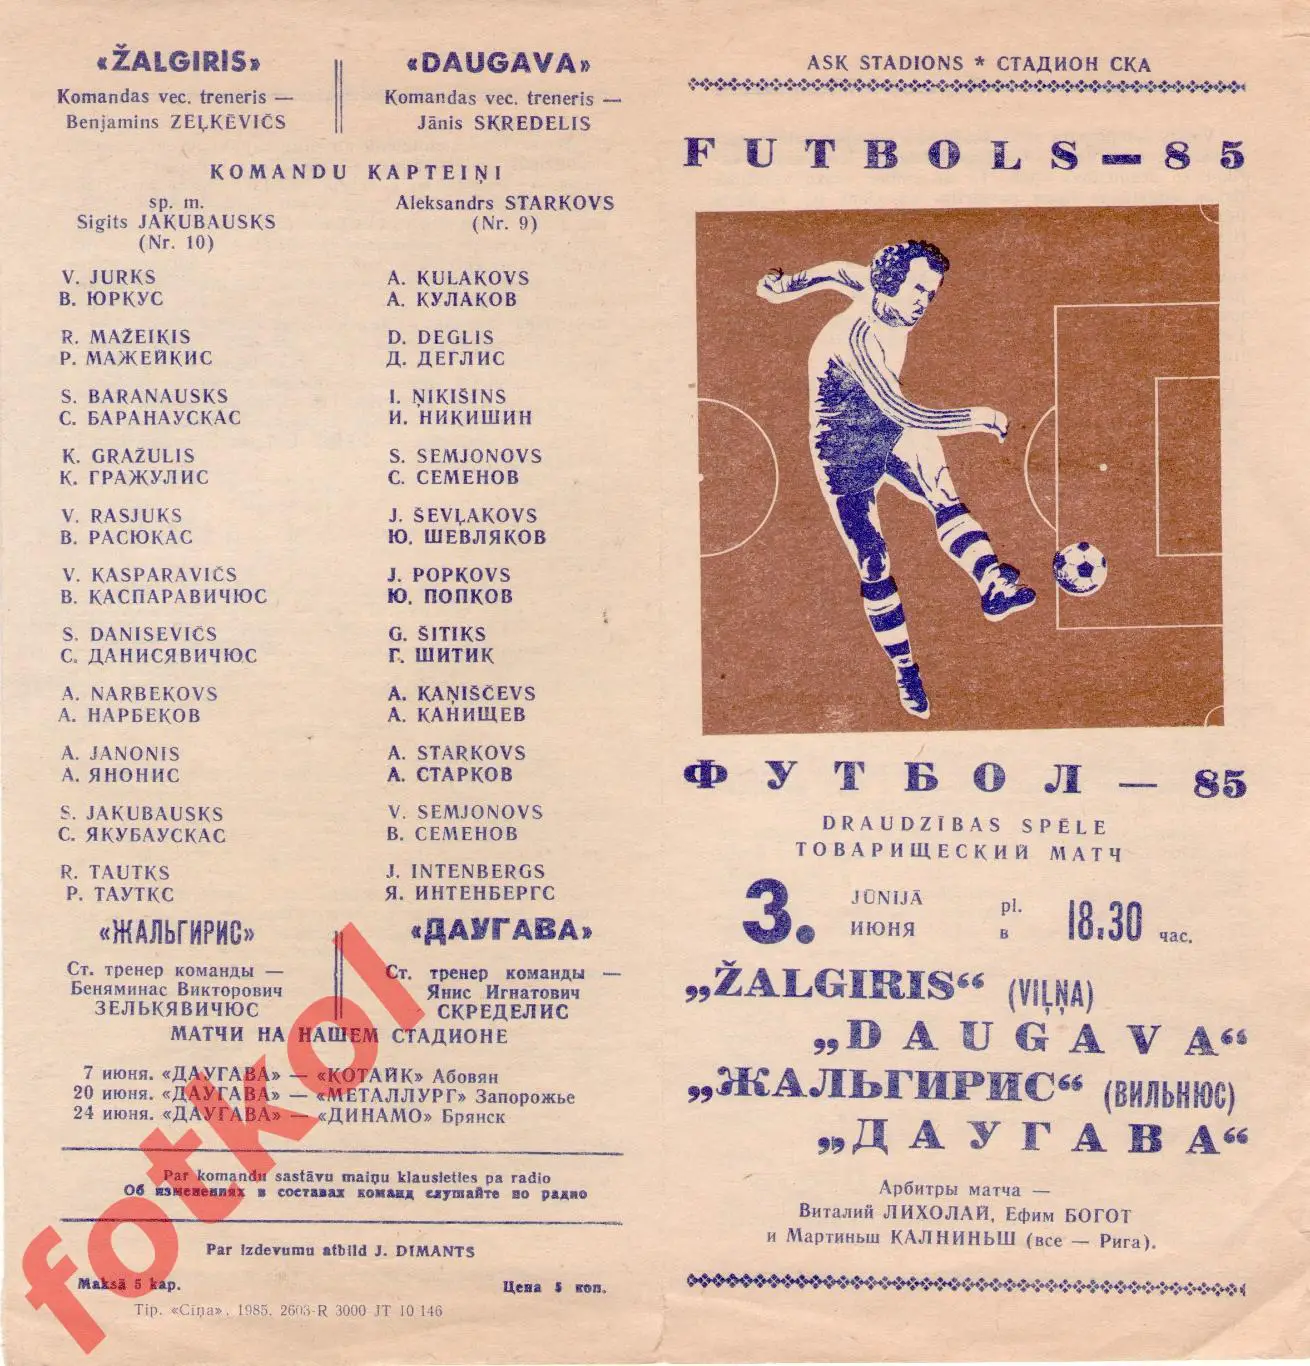 «ŽALGIRIS»
Komandas vec. treneris —
Benjamins ZEĻĶĒVIČS
«DAUGAVA»
Komandas vec. treneris —
Jānis SKREDELIS
KOMANDU KAPTEIŅI
sp. m.
Sigits JAKUBAUSKS
(Nr. 10)
Aleksandrs STARKOVS
(Nr. 9)
V. JURKS
В. ЮРКУС
R. MAŽEIKIS
Р. МАЖЕЙКИС
S. BARANAUSKS
С. БАРАНАУСКАС
K. GRAŽULIS
К. ГРАЖУЛИС
V. RASJUKS
В. РАСЮКАС
V. KASPARAVIČS
В. КАСПАРАВИЧЮС
S. DANISEVIČS
С. ДАНИСЯВИЧЮС
A. NARBEKOVS
А. НАРБЕКОВ
A. JANONIS
А. ЯНОНИС
S. JAKUBAUSKS
С. ЯКУБАУСКАС
R. TAUTKS
Р. ТАУТКС
A. KULAKOVS
А. КУЛАКОВ
D. DEGLIS
Д. ДЕГЛИС
I. ŅIKIŠINS
И. НИКИШИН
S. SEMJONOVS
С. СЕМЕНОВ
J. ŠEVĻAKOVS
Ю. ШЕВЛЯКОВ
J. POPKOVS
Ю. ПОПКОВ
G. ŠITIKS
Г. ШИТИК
A. KAŅIŠČEVS
А. КАНИЩЕВ
A. STARKOVS
А. СТАРКОВ
V. SEMJONOVS
В. СЕМЕНОВ
J. INTENBERGS
Я. ИНТЕНБЕРГС
«ЖАЛЬГИРИС»
Ст. тренер команды —
Беняминас Викторович
ЗЕЛЬКЯВИЧЮС
«ДАУГАВА»
Ст. тренер команды —
Янис Игнатович
СКРЕДЕЛИС
МАТЧИ НА НАШЕМ СТАДИОНЕ
7 июня. «ДАУГАВА» — «КОТАЙК» Абовян
20 июня. «ДАУГАВА» — «МЕТАЛЛУРГ» Запорожье
24 июня. «ДАУГАВА» — «ДИНАМО» Брянск
Par komandu sastāvu maiņu klausieties pa radio
Об изменениях в составах команд слушайте по радио
Par izdevumu atbild J. DIMANTS
Maksā 5 kap.
Цена 5 коп.
Tip. «Cīņa». 1985. 2603-R 3000 JT 10 146
fotkol
ASK STADIONS * СТАДИОН СКА
FUTBOLS — 85
ФУТБОЛ — 85
DRAUDZĪBAS SPĒLE
ТОВАРИЩЕСКИЙ МАТЧ
3. JŪNIJĀ pl. 18.30
ИЮНЯ в час.
„ŽALGIRIS“ (VIĻŅA)
„DAUGAVA“
„ЖАЛЬГИРИС“ (ВИЛЬНЮС)
„ДАУГАВА“
Арбитры матча —
Виталий ЛИХОЛАЙ, Ефим БОГОТ
и Мартиньш КАЛНИНЬШ (все — Рига).